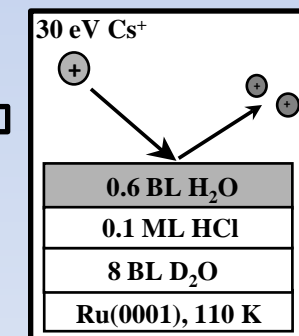 30 eV Cs⁺
+
+
+
0.6 BL H₂O
0.1 ML HCl
8 BL D₂O
Ru(0001), 110 K